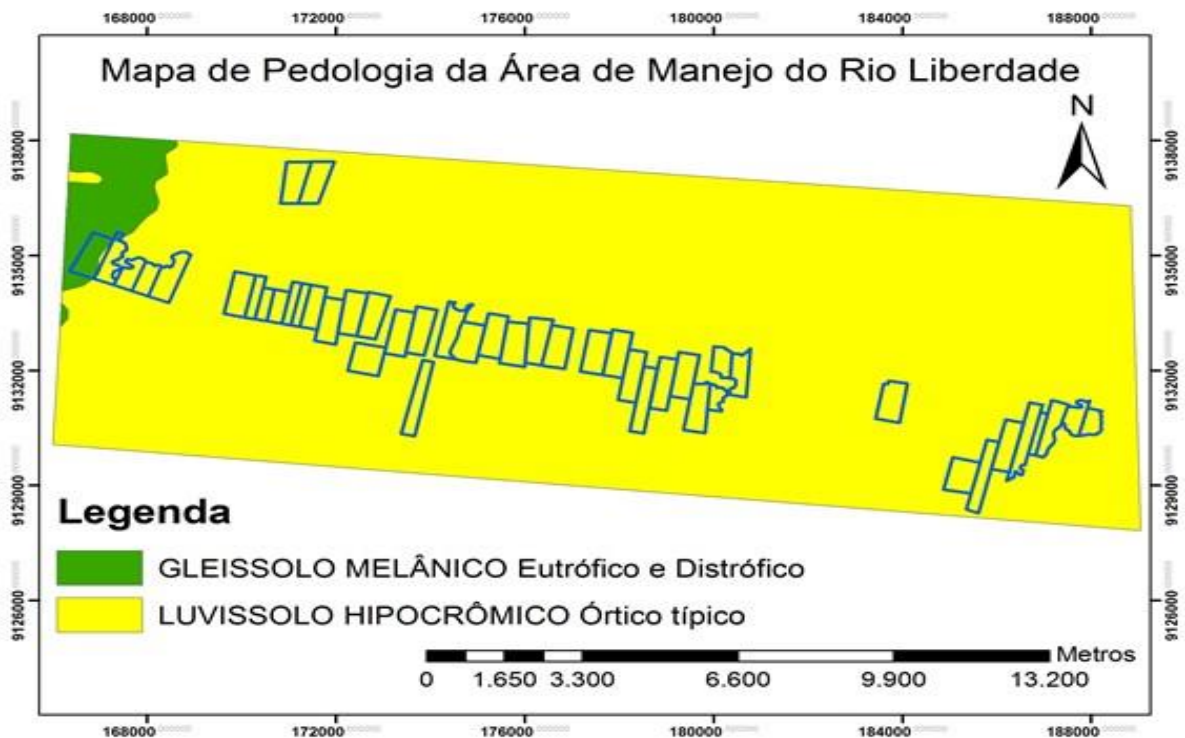 168000 172000 176000 180000 184000 188000
Mapa de Pedologia da Área de Manejo do Rio Liberdade
N
9138000 9138000
9135000 9135000
9132000 9132000
9129000 9129000
Legenda
GLEISSOLO MELÂNICO Eutrófico e Distrófico
LUVISSOLO HIPOCRÔMICO Órtico típico
9126000 9126000
Metros
0 1.650 3.300 6.600 9.900 13.200
168000 172000 176000 180000 184000 188000